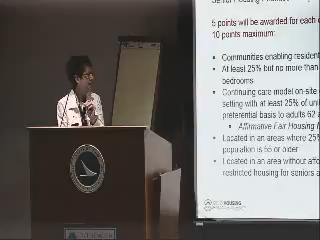 5 points will be awarded for each
10 points maximum:
Communities enabling resident
At least 25% but no more than
bedrooms
Continuing care model on-site
setting with at least 25% of
preferential basis to adults 62
Affirmative Fair Housing
Located in an areas where 25%
population is 55 or older
Located in an area without
restricted housing for seniors
HOUSING